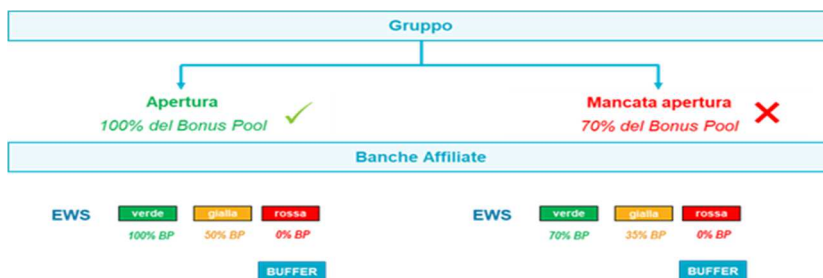 Gruppo
Apertura
100% del Bonus Pool
Mancata apertura
70% del Bonus Pool
Banche Affiliate
EWS verde gialla rossa
100% BP 50% BP 0% BP
BUFFER
EWS verde gialla rossa
70% BP 35% BP 0% BP
BUFFER